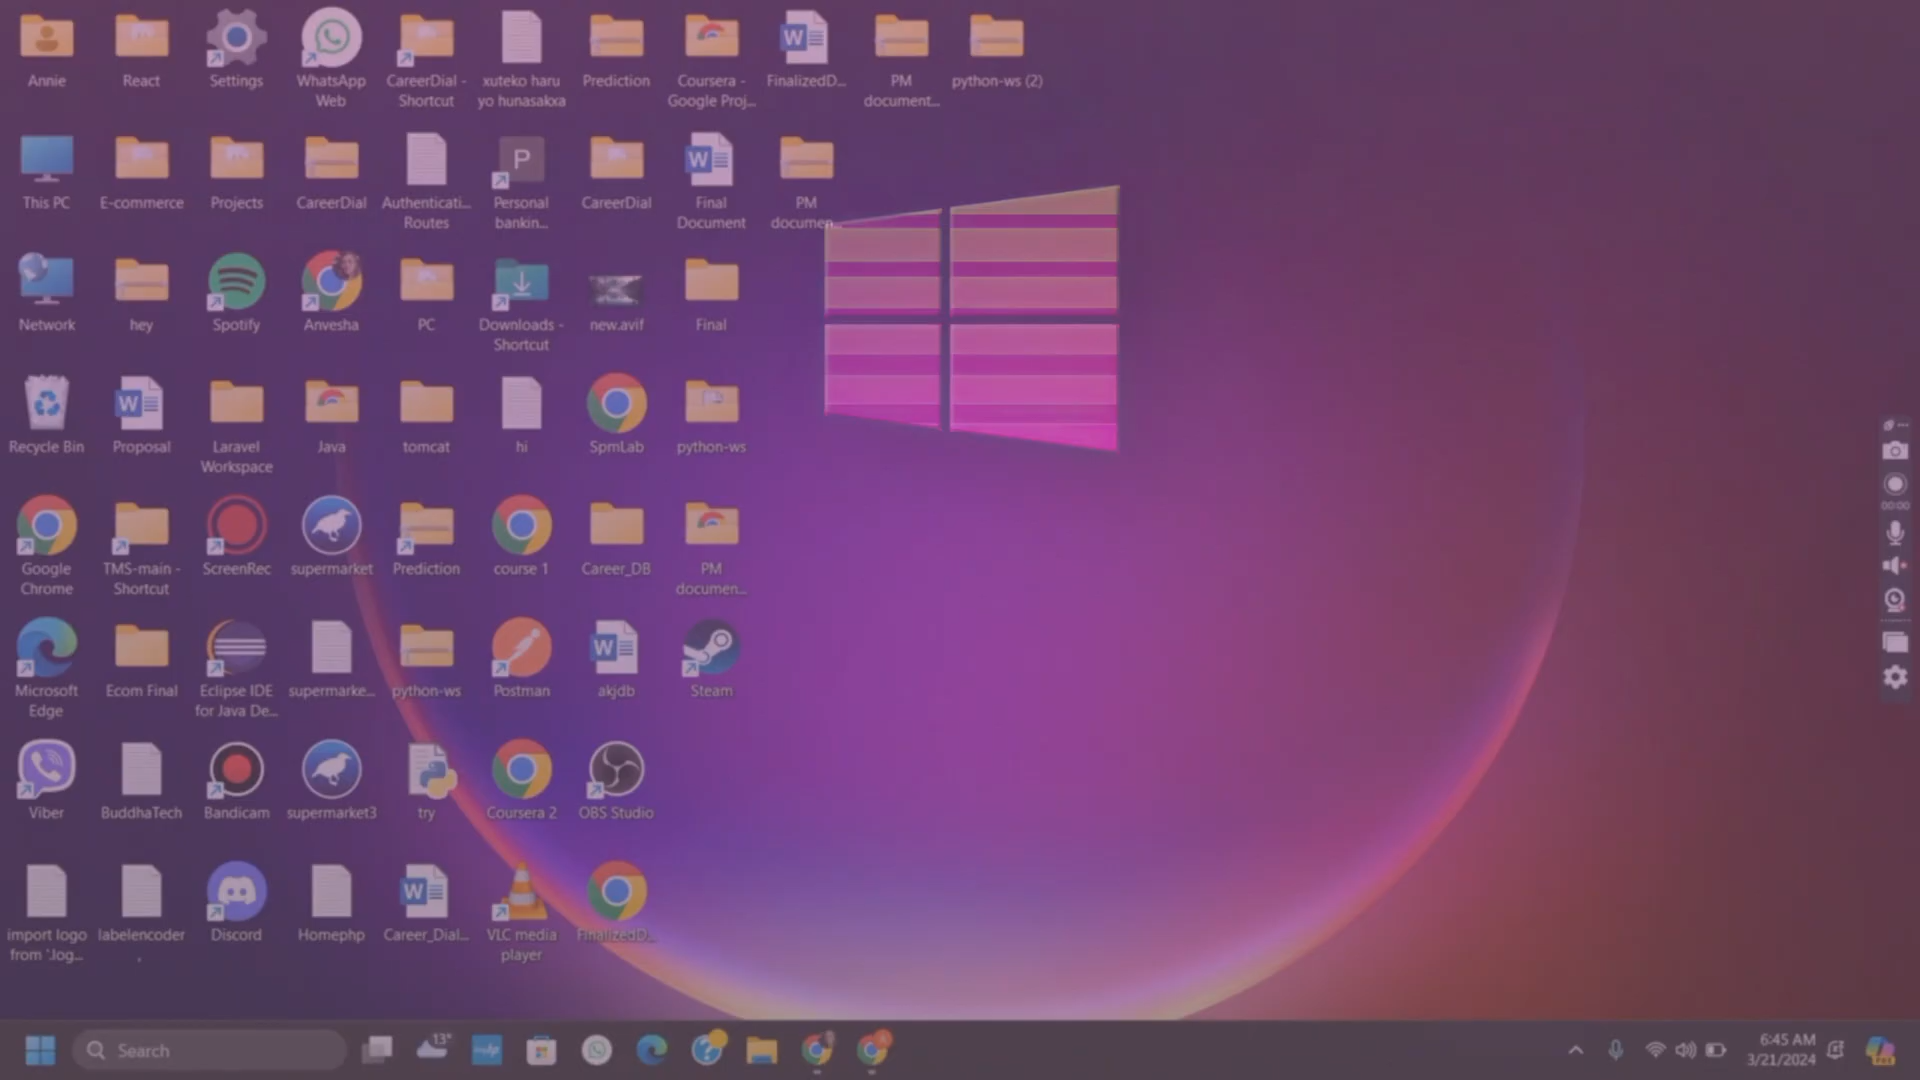 Annie
React
Settings
WhatsApp
Web
CareerDial -
Shortcut
xuteko haru
yo hunasakxa
Prediction
Coursera -
Google Proj...
FinalizedD...
PM
document...
python-ws (2)
This PC
E-commerce
Projects
CareerDial
Authenticati...
Routes
Personal
bankin...
CareerDial
Final
Document
PM
documen...
Network
hey
Spotify
Anvesha
PC
Downloads -
Shortcut
new.avif
Final
Recycle Bin
Proposal
Laravel
Workspace
Java
tomcat
hi
SpmLab
python-ws
Google
Chrome
TMS-main -
Shortcut
ScreenRec
supermarket
Prediction
course 1
Career_DB
PM
documen...
Microsoft
Edge
Ecom Final
Eclipse IDE
for Java De...
supermarke...
python-ws
Postman
akjdb
Steam
Viber
BuddhaTech
Bandicam
supermarket3
try
Coursera 2
OBS Studio
import logo
from '.log...
labelencoder
,
Discord
Homephp
Career_Dial...
VLC media
player
FinalizedD...
00:00
Search
13°
6:45 AM
3/21/2024